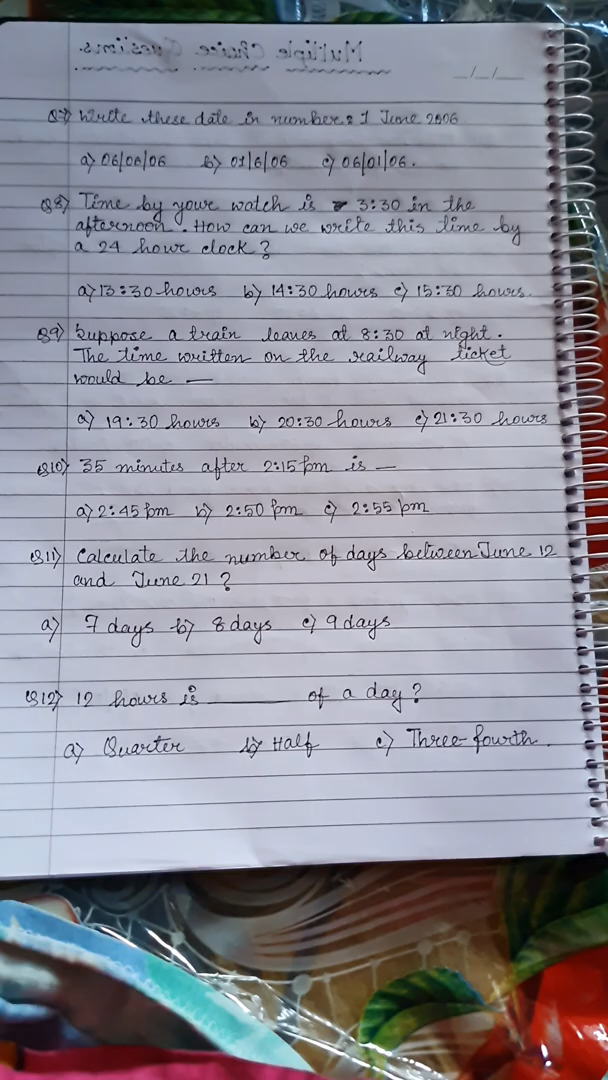 Multiple Choice Questions.
_/_/__
Q7) Write these date in number: 1 June 2006
a) 06/06/06 b) 01/6/06 c) 06/01/06.
Q8) Time by your watch is 3:30 in the
afternoon. How can we write this time by
a 24 hour clock?
a) 13:30 hours b) 14:30 hours c) 15:30 hours.
Q9) Suppose a train leaves at 8:30 at night.
The time written on the railway ticket
would be —
a) 19:30 hours b) 20:30 hours c) 21:30 hours
Q10) 35 minutes after 2:15 pm is —
a) 2:45 pm b) 2:50 pm c) 2:55 pm
Q11) Calculate the number of days between June 12
and June 21?
a) 7 days b) 8 days c) 9 days
Q12) 12 hours is ______ of a day?
a) Quarter b) Half c) Three-fourth.